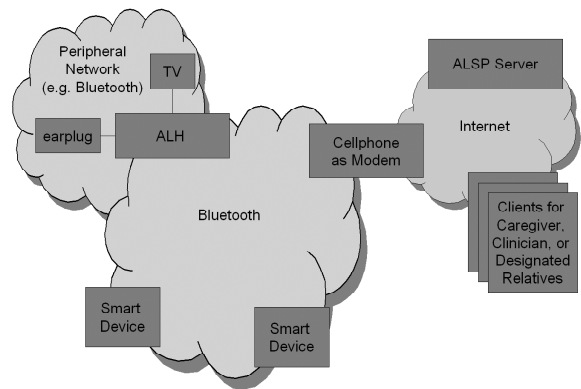 Peripheral
Network
(e.g. Bluetooth)
TV
earplug
ALH
Cellphone
as Modem
ALSP Server
Internet
Bluetooth
Clients for
Caregiver,
Clinician, or
Designated
Relatives
Smart
Device
Smart
Device